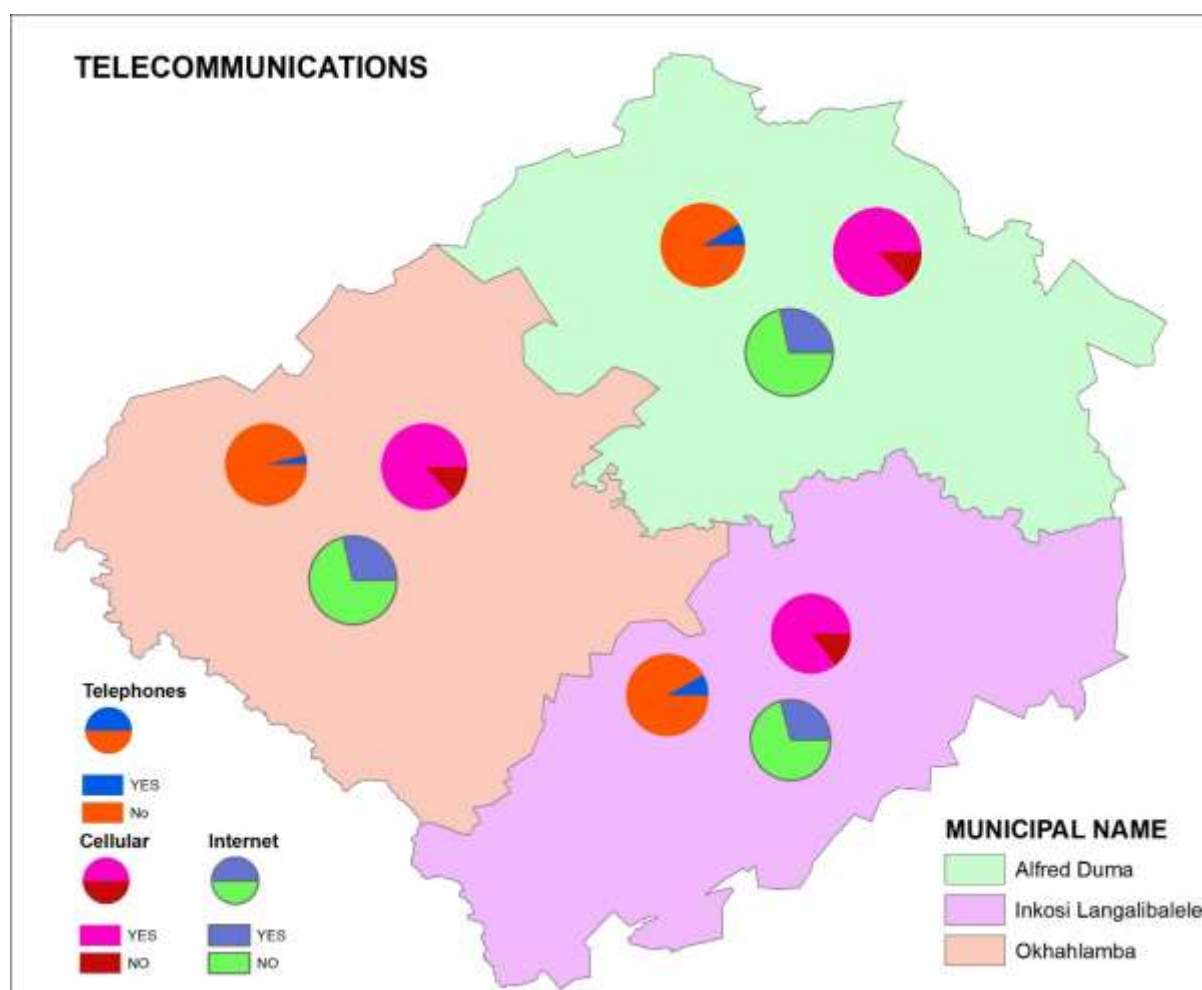 TELECOMMUNICATIONS
Telephones
YES
No
Cellular
YES
NO
Internet
YES
NO
MUNICIPAL NAME
Alfred Duma
Inkosi Langalibalele
Okhahlamba